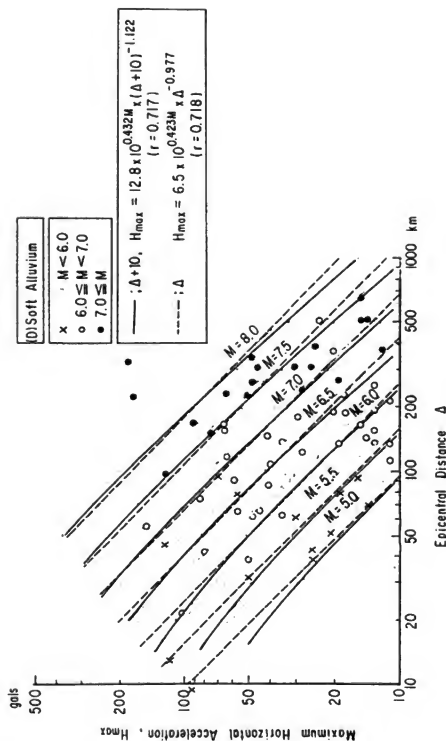 (D)Soft Alluvium
x M < 6.0
o 6.0 ≦ M < 7.0
● 7.0 ≦ M
—— ; Δ+10, Hmax = 12.8 x 10^0.432M x (Δ+10)^-1.122
(r = 0.717)
---- ; Δ Hmax = 6.5 x 10^0.423M x Δ^-0.977
(r = 0.718)
gals
500
200
100
50
20
10
Maximum Horizontal Acceleration, Hmax
M = 8.0
M = 7.5
M = 7.0
M = 6.5
M = 6.0
M = 5.5
M = 5.0
10
20
50
100
200
500
1000
km
Epicentral Distance Δ